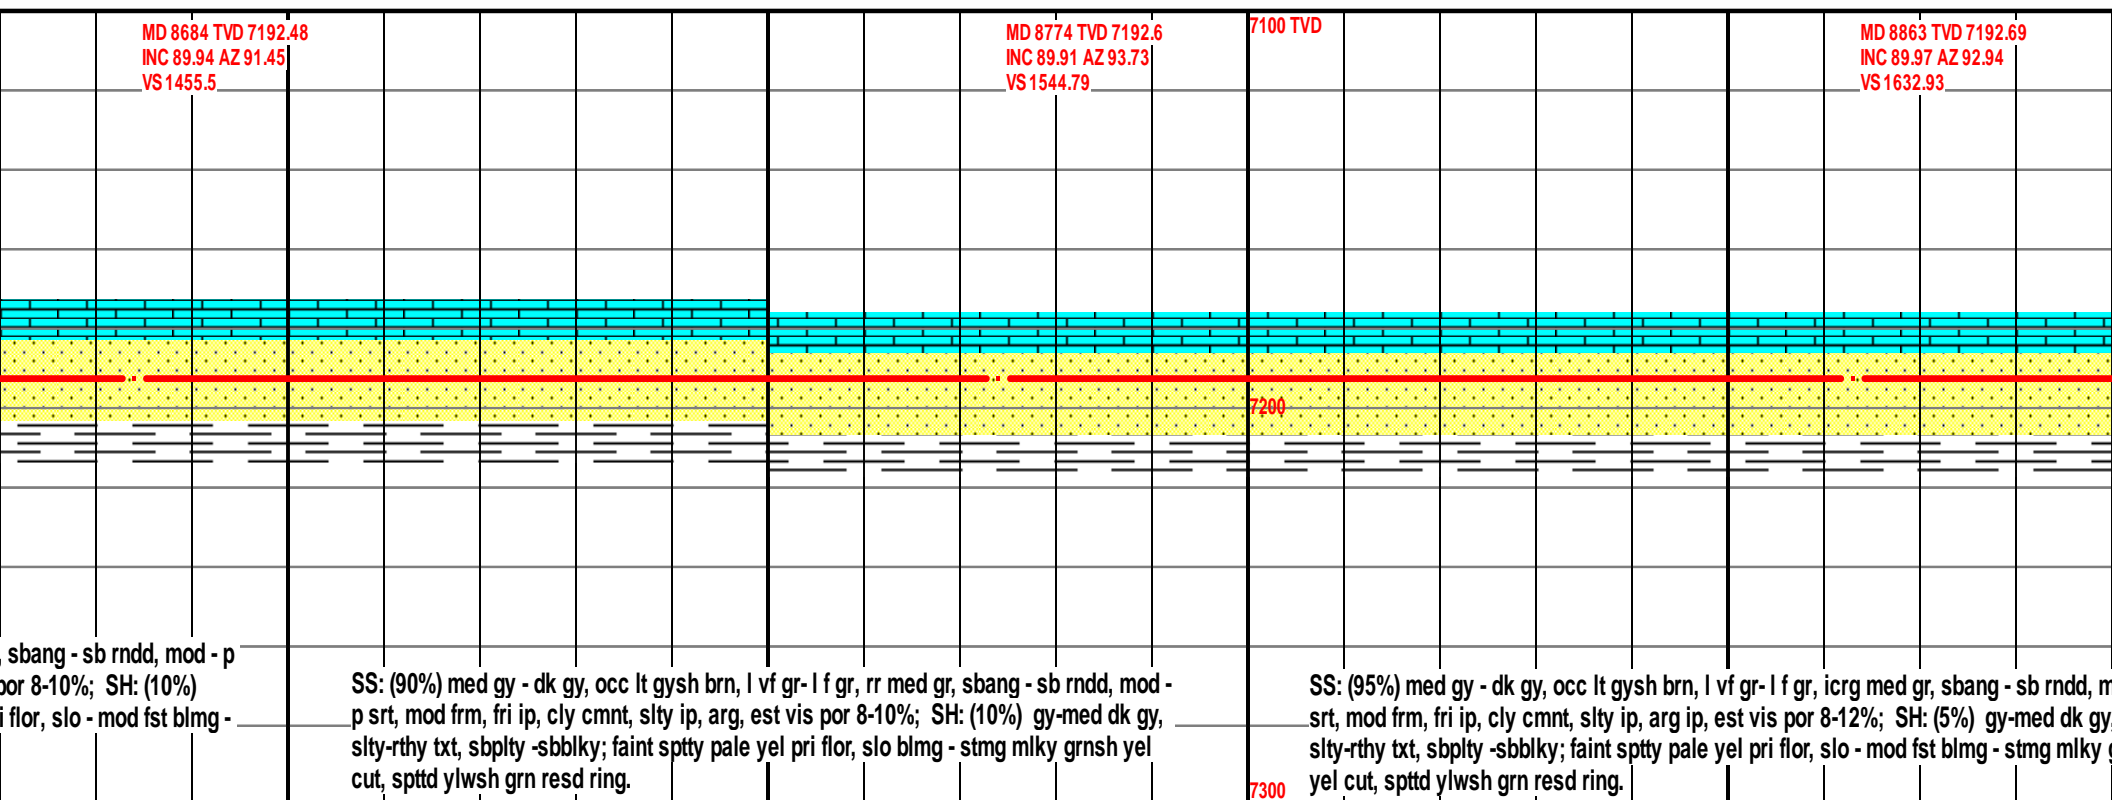 MD 8684 TVD 7192.48
INC 89.94 AZ 91.45
VS 1455.5
MD 8774 TVD 7192.6
INC 89.91 AZ 93.73
VS 1544.79
7100 TVD
MD 8863 TVD 7192.69
INC 89.97 AZ 92.94
VS 1632.93
7200
, sbang - sb rndd, mod - p
por 8-10%; SH: (10%)
i flor, slo - mod fst blmg -
SS: (90%) med gy - dk gy, occ lt gysh brn, l vf gr- l f gr, rr med gr, sbang - sb rndd, mod -
p srt, mod frm, fri ip, cly cmnt, slty ip, arg, est vis por 8-10%; SH: (10%) gy-med dk gy,
slty-rthy txt, sbplty -sbblky; faint sptty pale yel pri flor, slo blmg - stmg mlky grnsh yel
cut, spttd ylwsh grn resd ring.
7300
SS: (95%) med gy - dk gy, occ lt gysh brn, l vf gr- l f gr, icrg med gr, sbang - sb rndd, m
srt, mod frm, fri ip, cly cmnt, slty ip, arg ip, est vis por 8-12%; SH: (5%) gy-med dk gy,
slty-rthy txt, sbplty -sbblky; faint sptty pale yel pri flor, slo - mod fst blmg - stmg mlky g
yel cut, spttd ylwsh grn resd ring.